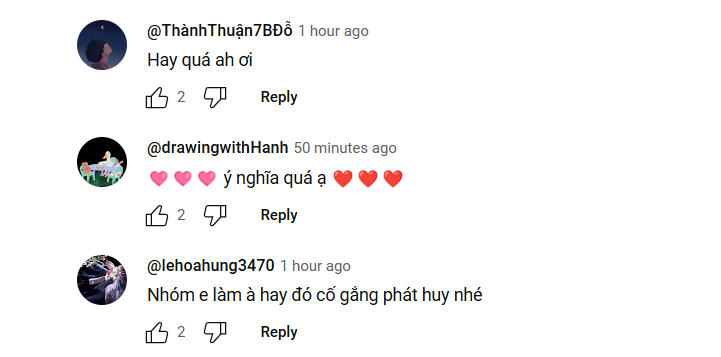 @ThànhThuận7BĐỗ 1 hour ago
Hay quá ah ơi
2 Reply
@drawingwithHanh 50 minutes ago
🩷🩷🩷 ý nghĩa quá ạ ❤️❤️❤️
2 Reply
@lehoahung3470 1 hour ago
Nhóm e làm à hay đó cố gắng phát huy nhé
2 Reply